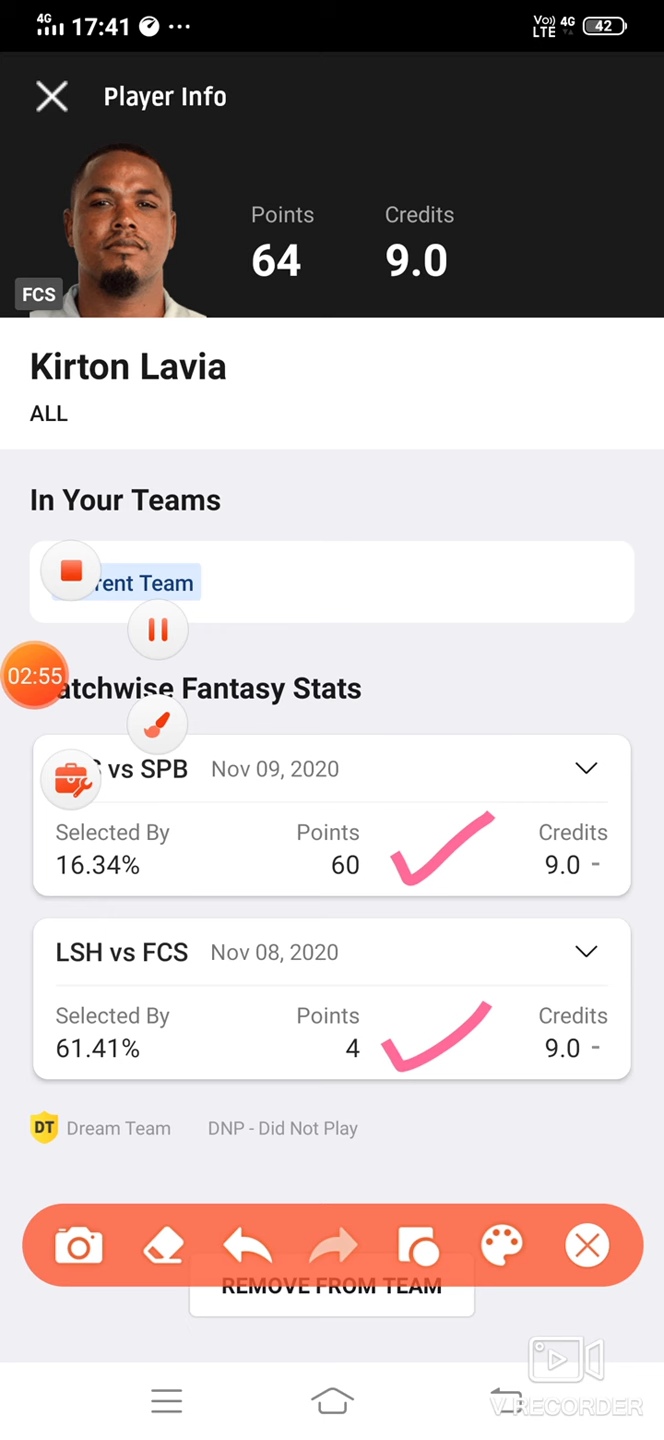 4G 17:41 ... Vo)) 4G LTE 42
Player Info
Points Credits
64 9.0
FCS
Kirton Lavia
ALL
In Your Teams
rent Team
02:55
atchwise Fantasy Stats
vs SPB Nov 09, 2020
Selected By Points Credits
16.34% 60 9.0 -
LSH vs FCS Nov 08, 2020
Selected By Points Credits
61.41% 4 9.0 -
DT Dream Team DNP - Did Not Play
REMOVE FROM TEAM
V RECORDER